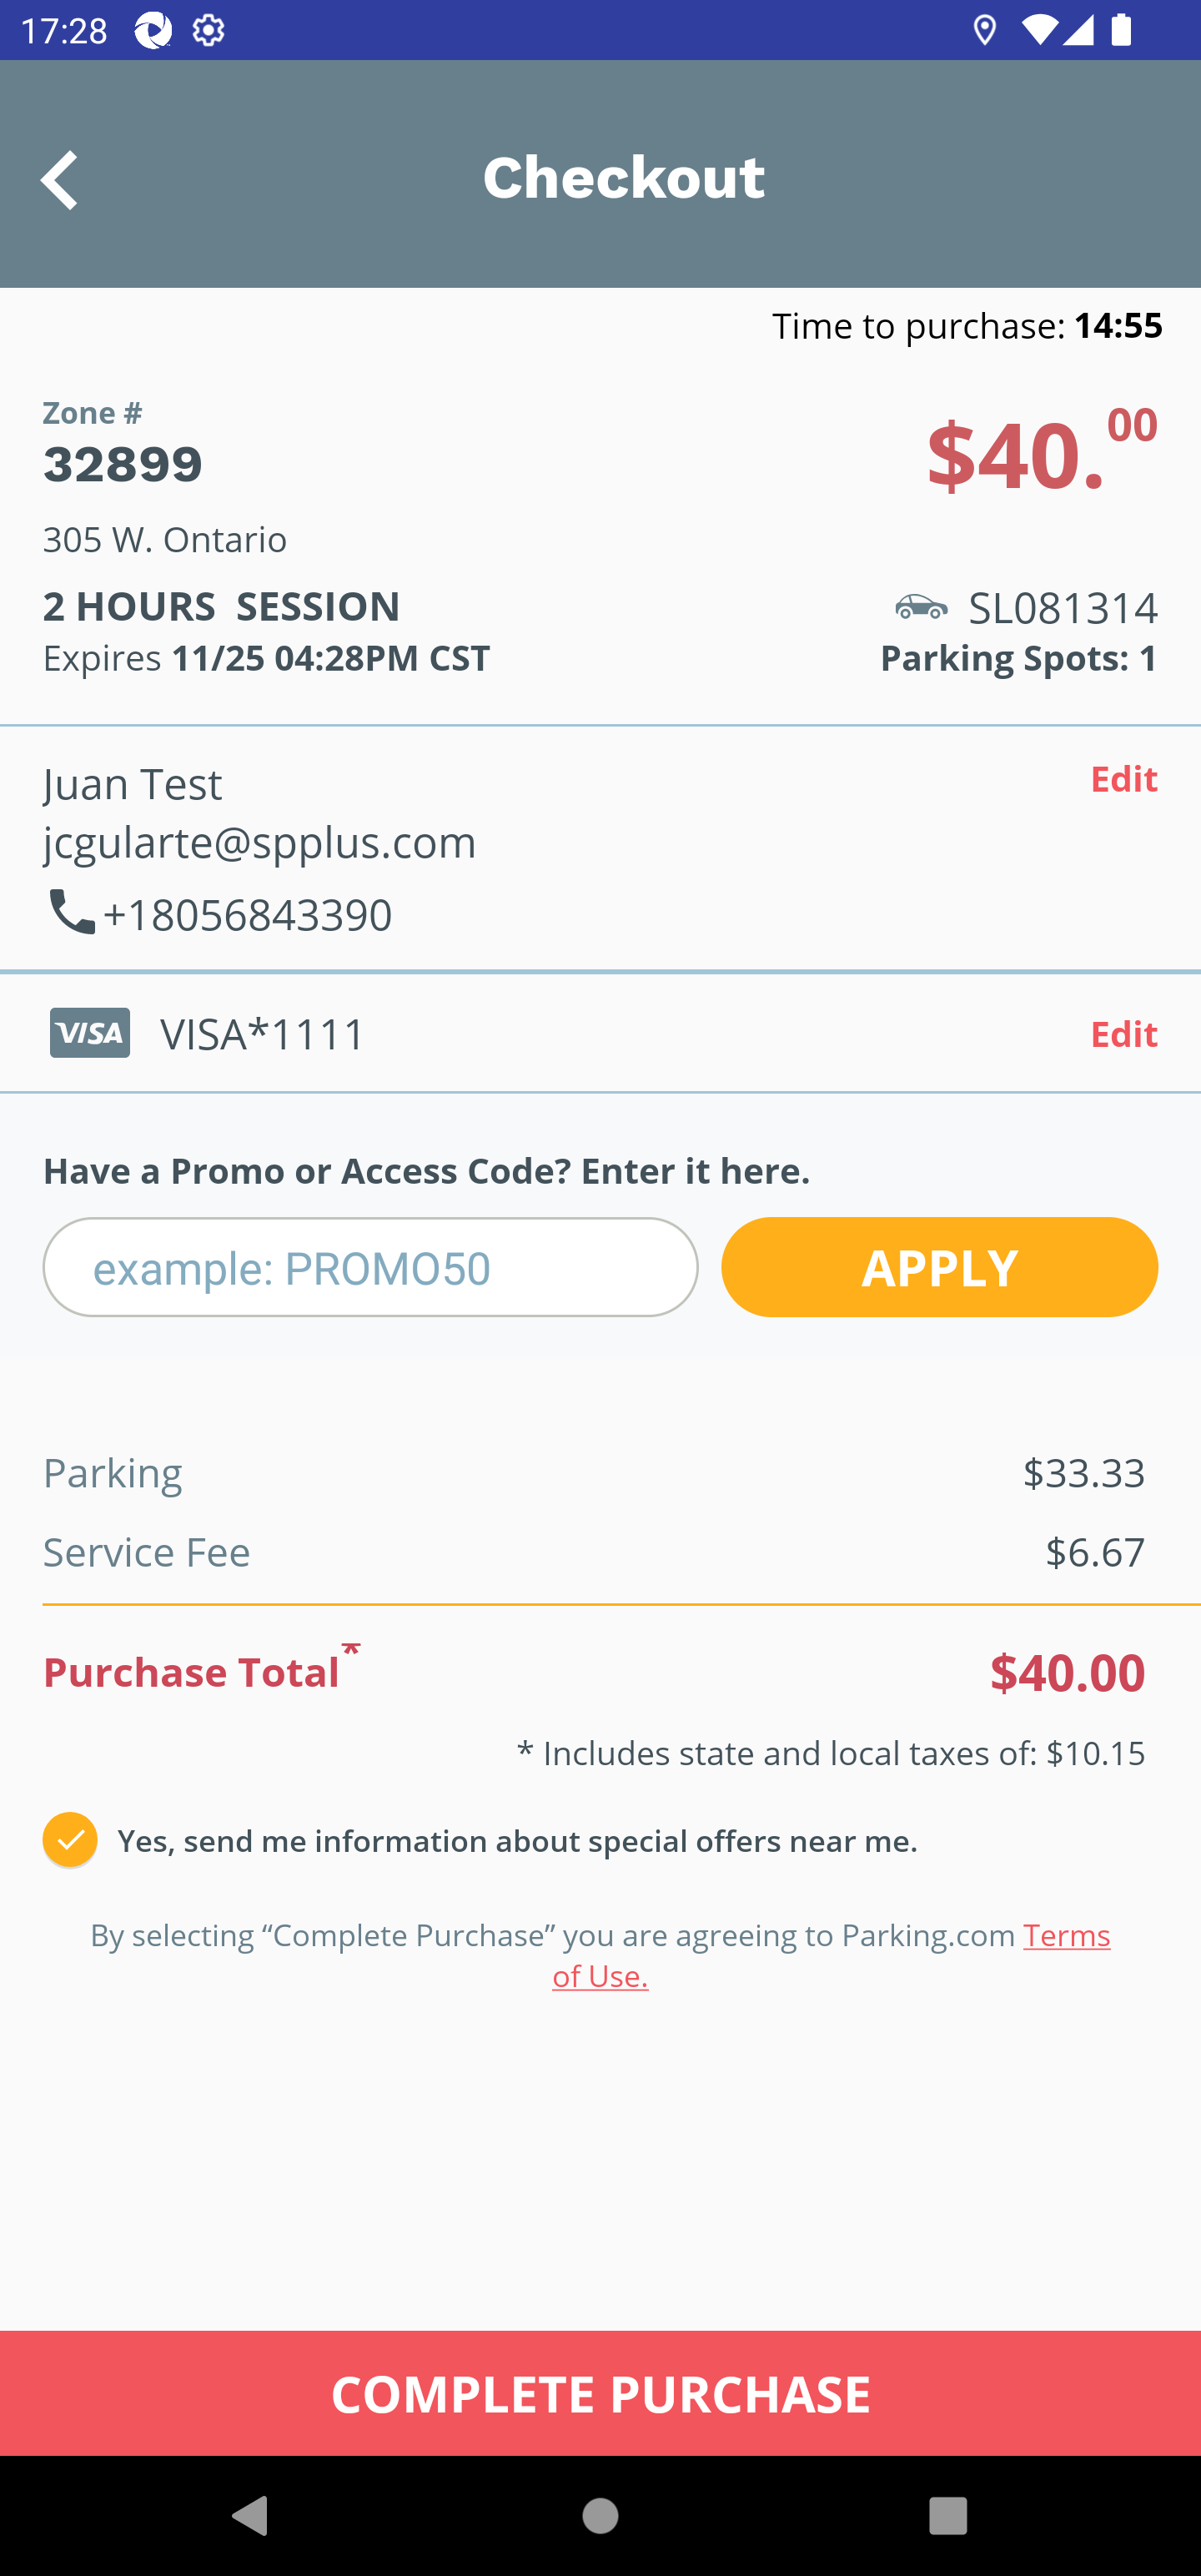 17:28
Checkout
Time to purchase: 14:55
Zone #
32899
$40.00
305 W. Ontario
2 HOURS SESSION
SL081314
Expires 11/25 04:28PM CST
Parking Spots: 1
Juan Test
Edit
jcgularte@spplus.com
+18056843390
VISA VISA*1111
Edit
Have a Promo or Access Code? Enter it here.
example: PROMO50
APPLY
Parking $33.33
Service Fee $6.67
Purchase Total* $40.00
* Includes state and local taxes of: $10.15
Yes, send me information about special offers near me.
By selecting “Complete Purchase” you are agreeing to Parking.com Terms
of Use.
COMPLETE PURCHASE